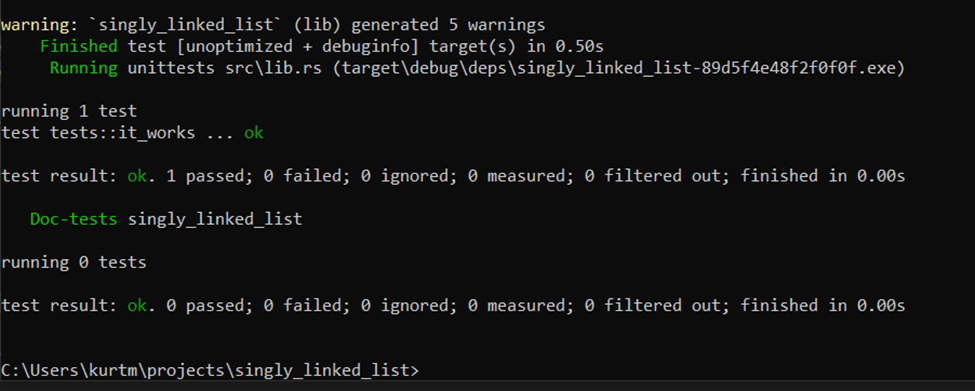 warning: `singly_linked_list` (lib) generated 5 warnings
Finished test [unoptimized + debuginfo] target(s) in 0.50s
Running unittests src\lib.rs (target\debug\deps\singly_linked_list-89d5f4e48f2f0f0f.exe)
running 1 test
test tests::it_works ... ok
test result: ok. 1 passed; 0 failed; 0 ignored; 0 measured; 0 filtered out; finished in 0.00s
Doc-tests singly_linked_list
running 0 tests
test result: ok. 0 passed; 0 failed; 0 ignored; 0 measured; 0 filtered out; finished in 0.00s
C:\Users\kurtm\projects\singly_linked_list>